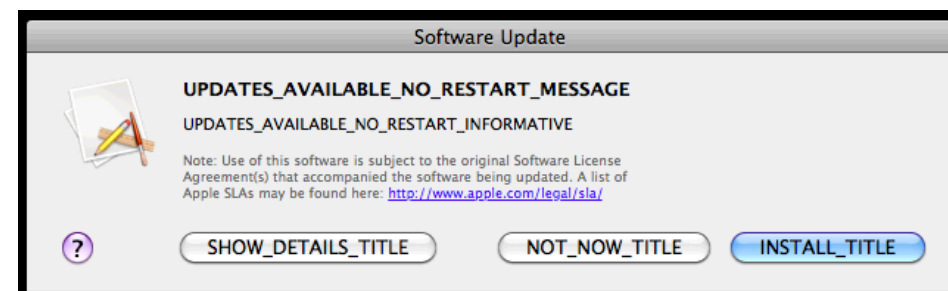 Software Update
UPDATES_AVAILABLE_NO_RESTART_MESSAGE
UPDATES_AVAILABLE_NO_RESTART_INFORMATIVE
Note: Use of this software is subject to the original Software License
Agreement(s) that accompanied the software being updated. A list of
Apple SLAs may be found here: http://www.apple.com/legal/sla/
? SHOW_DETAILS_TITLE NOT_NOW_TITLE INSTALL_TITLE